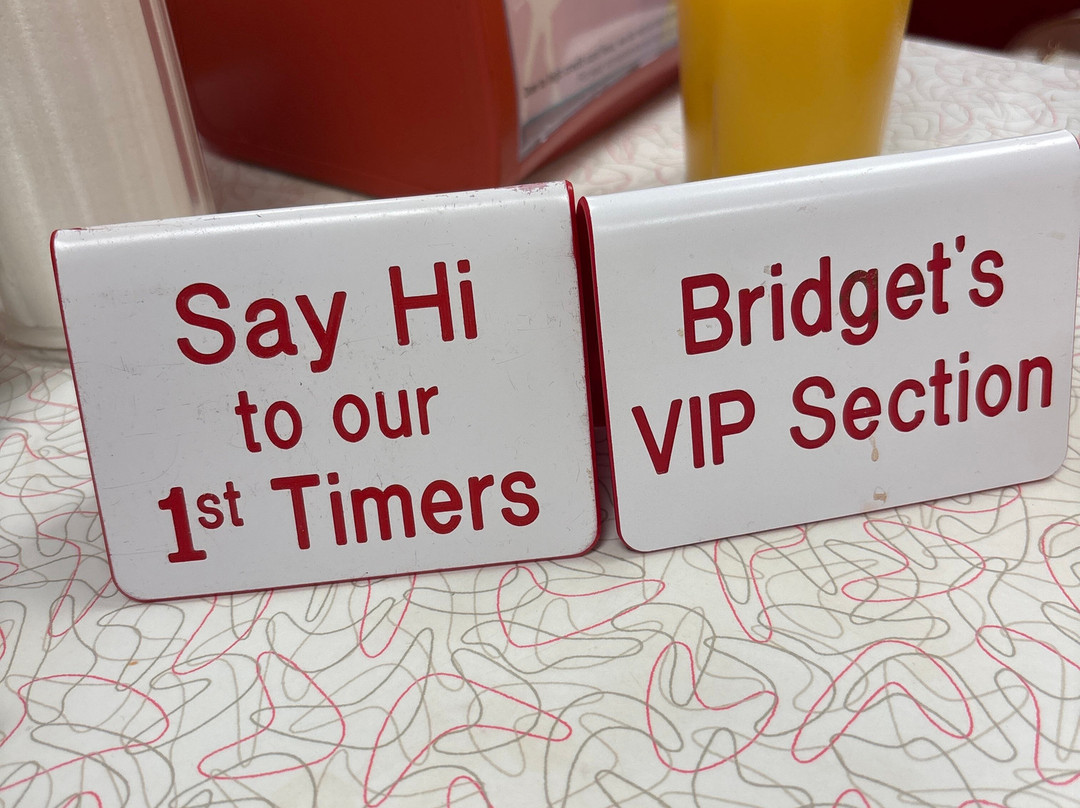 Say Hi
to our
1st Timers
Bridget's
VIP Section